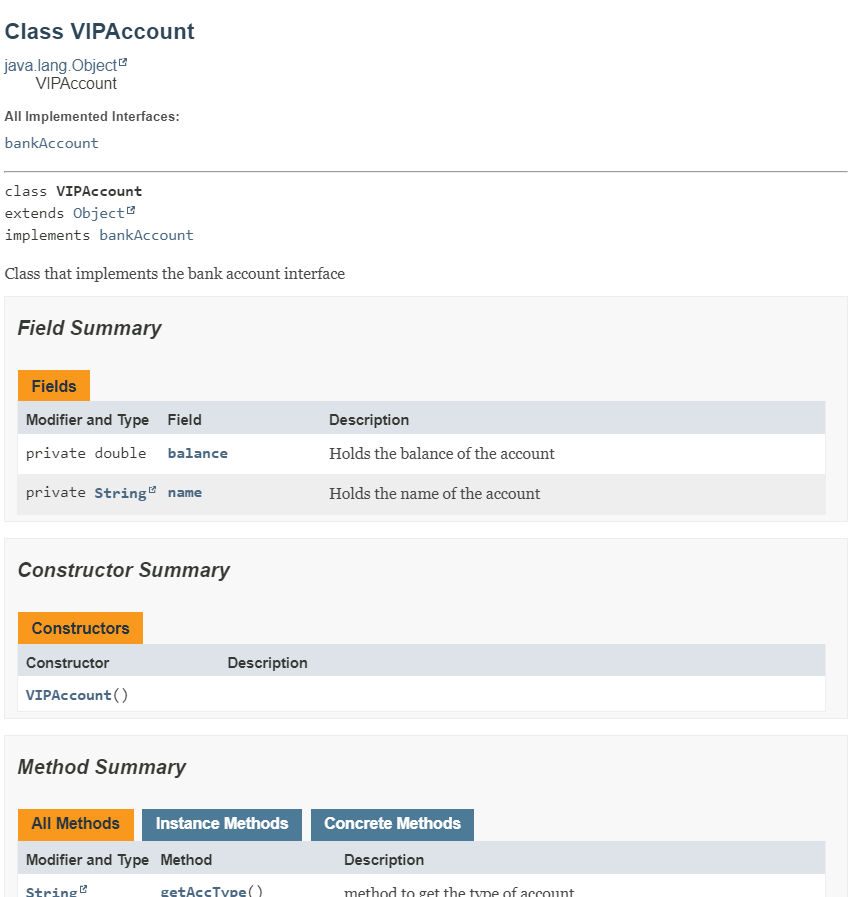 Class VIPAccount
java.lang.Object
VIPAccount
All Implemented Interfaces:
bankAccount
class VIPAccount
extends Object
implements bankAccount
Class that implements the bank account interface
Field Summary
Fields
Modifier and Type Field Description
private double balance Holds the balance of the account
private String name Holds the name of the account
Constructor Summary
Constructors
Constructor Description
VIPAccount()
Method Summary
All Methods Instance Methods Concrete Methods
Modifier and Type Method Description
String getAccType() method to get the type of account